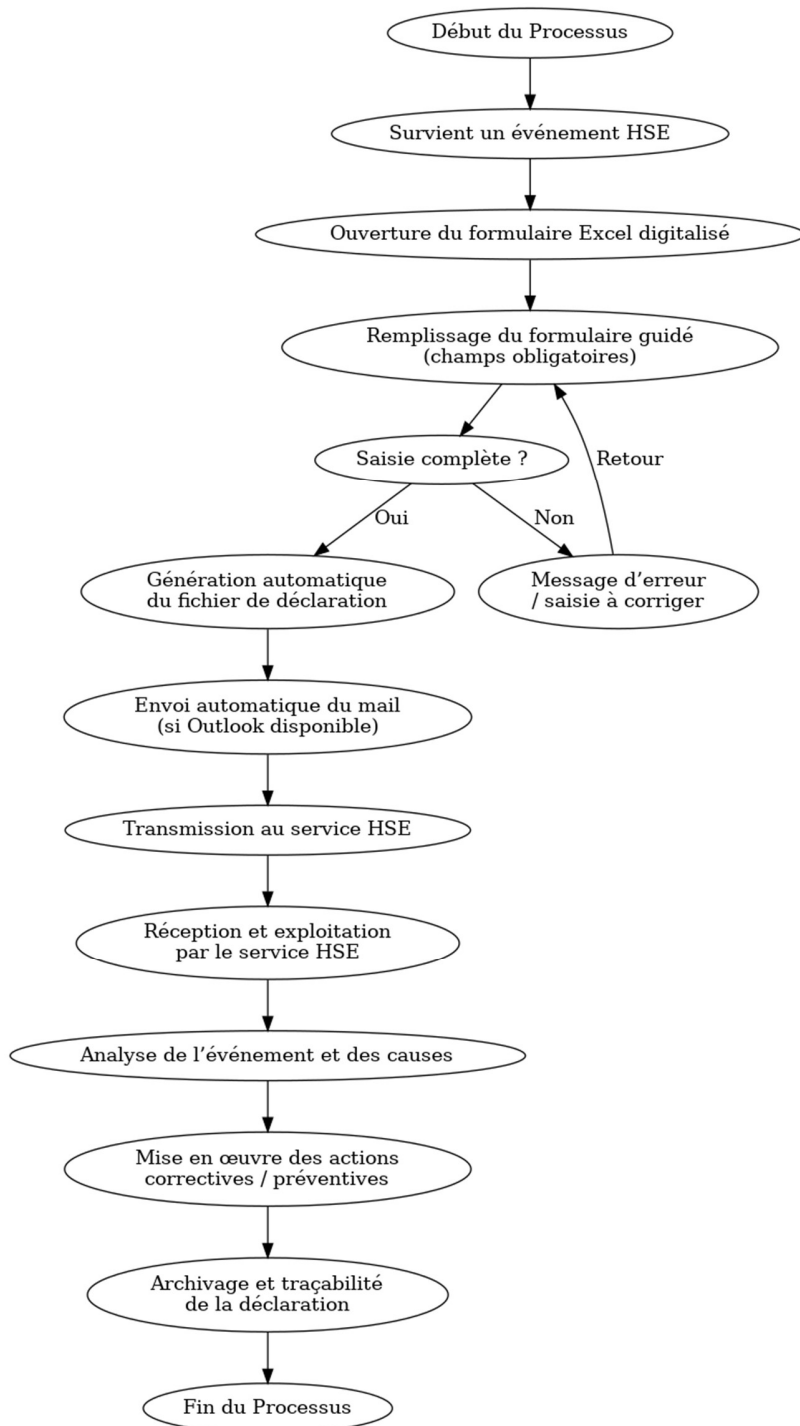 Début du Processus
Survient un événement HSE
Ouverture du formulaire Excel digitalisé
Remplissage du formulaire guidé
(champs obligatoires)
Saisie complète ?
Retour
Oui
Non
Génération automatique
du fichier de déclaration
Message d’erreur
/ saisie à corriger
Envoi automatique du mail
(si Outlook disponible)
Transmission au service HSE
Réception et exploitation
par le service HSE
Analyse de l’événement et des causes
Mise en œuvre des actions
correctives / préventives
Archivage et traçabilité
de la déclaration
Fin du Processus